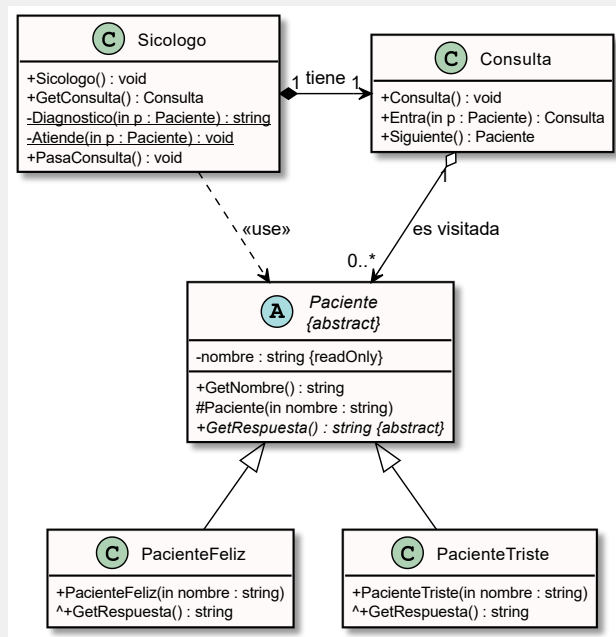 C Sicologo
+Sicologo() : void
+GetConsulta() : Consulta
-Diagnostico(in p : Paciente) : string
-Atiende(in p : Paciente) : void
+PasaConsulta() : void
1 tiene 1
C Consulta
+Consulta() : void
+Entra(in p : Paciente) : Consulta
+Siguiente() : Paciente
1
«use»
es visitada
0..*
A Paciente
{abstract}
-nombre : string {readOnly}
+GetNombre() : string
#Paciente(in nombre : string)
+GetRespuesta() : string {abstract}
C PacienteFeliz
+PacienteFeliz(in nombre : string)
^+GetRespuesta() : string
C PacienteTriste
+PacienteTriste(in nombre : string)
^+GetRespuesta() : string